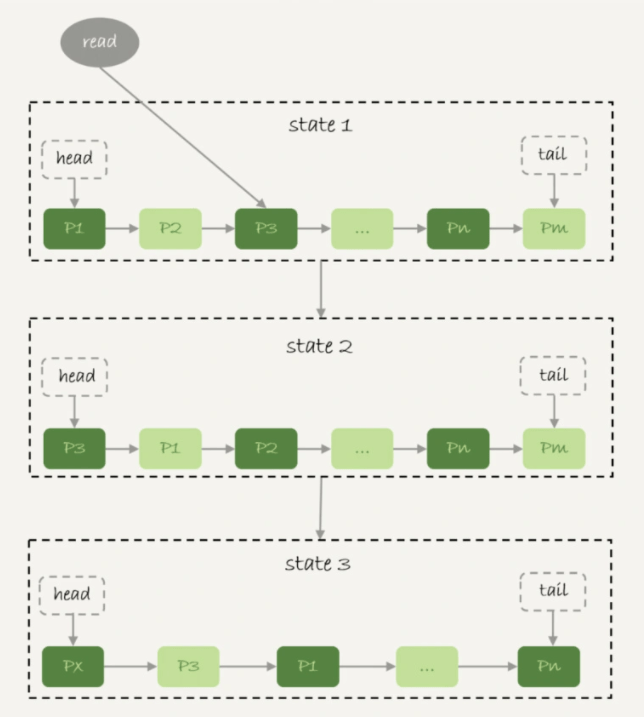 read
state 1
head
tail
P1 P2 P3 ... Pn Pm
state 2
head
tail
P3 P1 P2 ... Pn Pm
state 3
head
tail
Px P3 P1 ... Pn